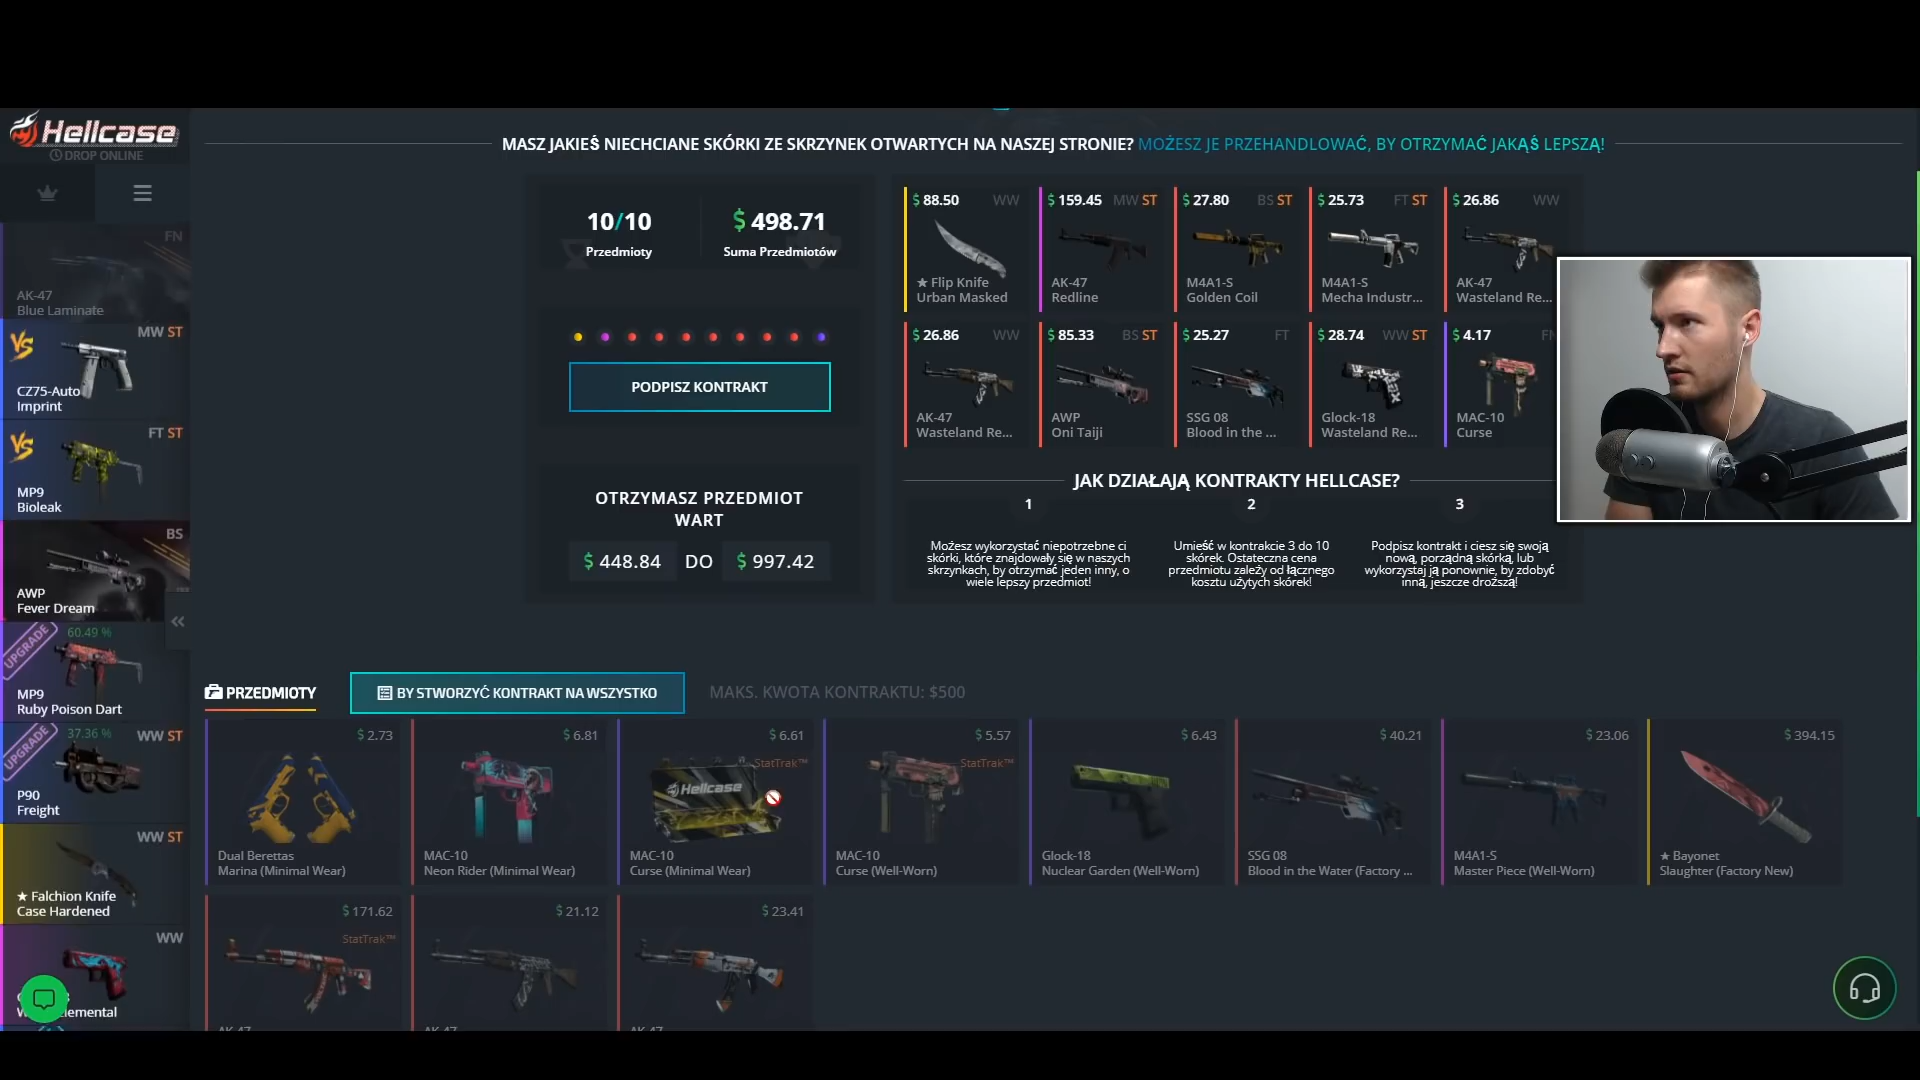 Hellcase
DROP ONLINE
MASZ JAKIEŚ NIECHCIANE SKÓRKI ZE SKRZYNEK OTWARTYCH NA NASZEJ STRONIE? MOŻESZ JE PRZEHANDLOWAĆ, BY OTRZYMAĆ JAKĄŚ LEPSZĄ!
10/10
Przedmioty
$ 498.71
Suma Przedmiotów
PODPISZ KONTRAKT
OTRZYMASZ PRZEDMIOT
WART
$ 448.84 DO $ 997.42
$ 88.50 WW
★ Flip Knife
Urban Masked
$ 159.45 MW ST
AK-47
Redline
$ 27.80 BS ST
M4A1-S
Golden Coil
$ 25.73 FT ST
M4A1-S
Mecha Industr...
$ 26.86 WW
AK-47
Wasteland Re...
$ 26.86 WW
AK-47
Wasteland Re...
$ 85.33 BS ST
AWP
Oni Taiji
$ 25.27 FT
SSG 08
Blood in the ...
$ 28.74 WW ST
Glock-18
Wasteland Re...
$ 4.17
MAC-10
Curse
JAK DZIAŁAJĄ KONTRAKTY HELLCASE?
1
Możesz wykorzystać niepotrzebne ci
skórki, które znajdowały się w naszych
skrzynkach, by otrzymać jeden inny, o
wiele lepszy przedmiot!
2
Umieść w kontrakcie 3 do 10
skórek. Ostateczna cena
przedmiotu zależy od łącznego
kosztu użytych skórek!
3
Podpisz kontrakt i ciesz się swoją
nową, porządną skórką, lub
wykorzystaj ją ponownie, by zdobyć
inną, jeszcze droższą!
FN
AK-47
Blue Laminate
VS
MW ST
CZ75-Auto
Imprint
VS
FT ST
MP9
Bioleak
BS
AWP
Fever Dream
UPGRADE
60.49 %
MP9
Ruby Poison Dart
UPGRADE
37.36 %
WW ST
P90
Freight
WW ST
★ Falchion Knife
Case Hardened
WW
PRZEDMIOTY
BY STWORZYĆ KONTRAKT NA WSZYSTKO
MAKS. KWOTA KONTRAKTU: $500
$ 2.73
Dual Berettas
Marina (Minimal Wear)
$ 6.81
MAC-10
Neon Rider (Minimal Wear)
$ 6.61
StatTrak™
Hellcase
MAC-10
Curse (Minimal Wear)
$ 5.57
StatTrak™
MAC-10
Curse (Well-Worn)
$ 6.43
Glock-18
Nuclear Garden (Well-Worn)
$ 40.21
SSG 08
Blood in the Water (Factory ...
$ 23.06
M4A1-S
Master Piece (Well-Worn)
$ 394.15
★ Bayonet
Slaughter (Factory New)
$ 171.62
StatTrak™
AK-47
$ 21.12
AK-47
$ 23.41
AK-47